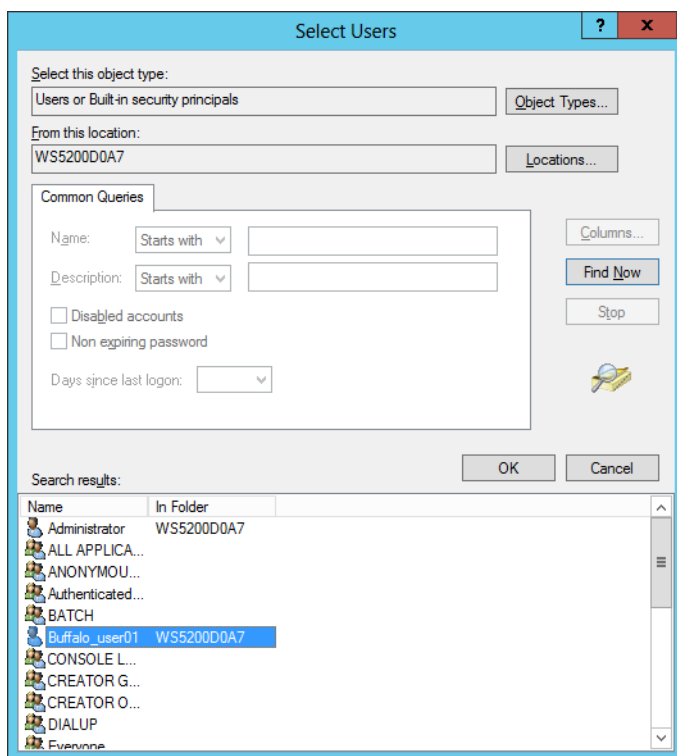 Select Users
?
x
Select this object type:
Users or Built-in security principals
Object Types...
From this location:
WS5200D0A7
Locations...
Common Queries
Name: Starts with
Columns...
Description: Starts with
Find Now
Disabled accounts
Stop
Non expiring password
Days since last logon:
OK Cancel
Search results:
Name In Folder
Administrator WS5200D0A7
ALL APPLICA...
ANONYMOU...
Authenticated...
BATCH
Buffalo_user01 WS5200D0A7
CONSOLE L...
CREATOR G...
CREATOR O...
DIALUP
Everyone